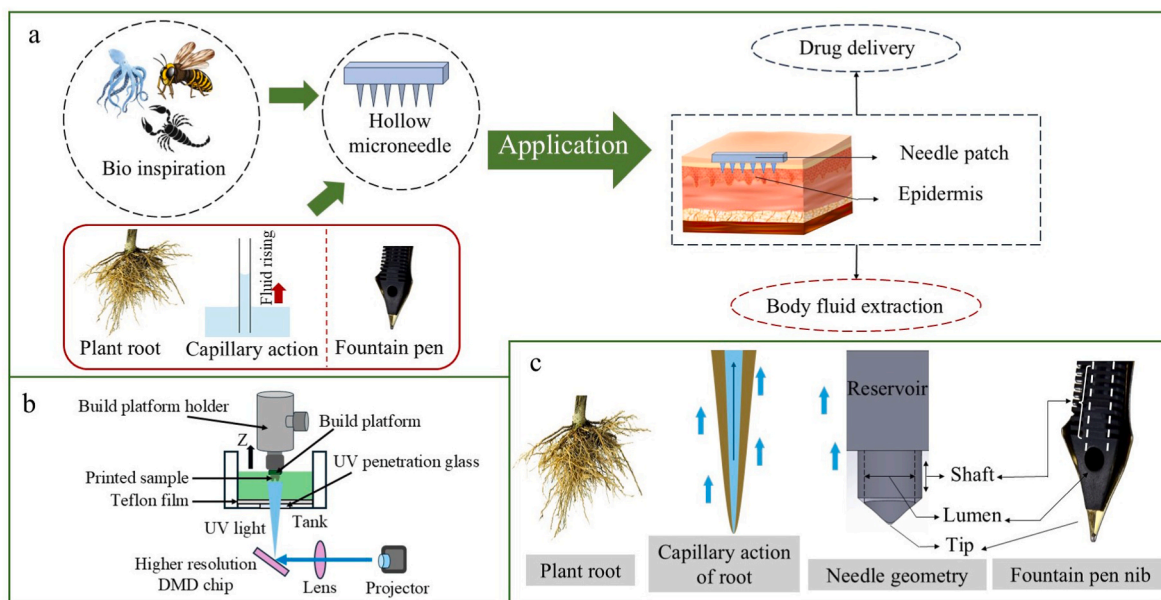 a
Bio inspiration
Hollow
microneedle
Application
Drug delivery
Needle patch
Epidermis
Body fluid extraction
Fluid rising
Plant root
Capillary action
Fountain pen
b
Build platform holder
Build platform
Z
UV penetration glass
Printed sample
Teflon film
UV light
Tank
Higher resolution
DMD chip
Lens
Projector
c
Reservoir
Shaft
Lumen
Tip
Plant root
Capillary action
of root
Needle geometry
Fountain pen nib